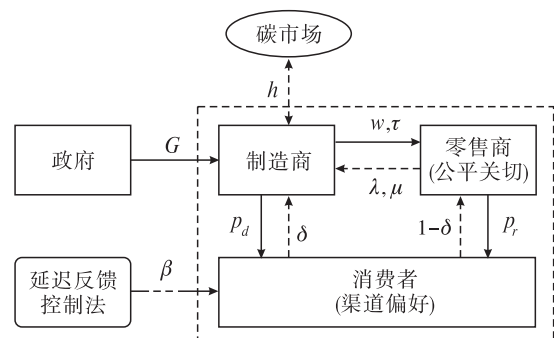 碳市场
h
政府
G
制造商
w,τ
λ,μ
零售商
(公平关切)
p_d
δ
1−δ
p_r
延迟反馈
控制法
β
消费者
(渠道偏好)